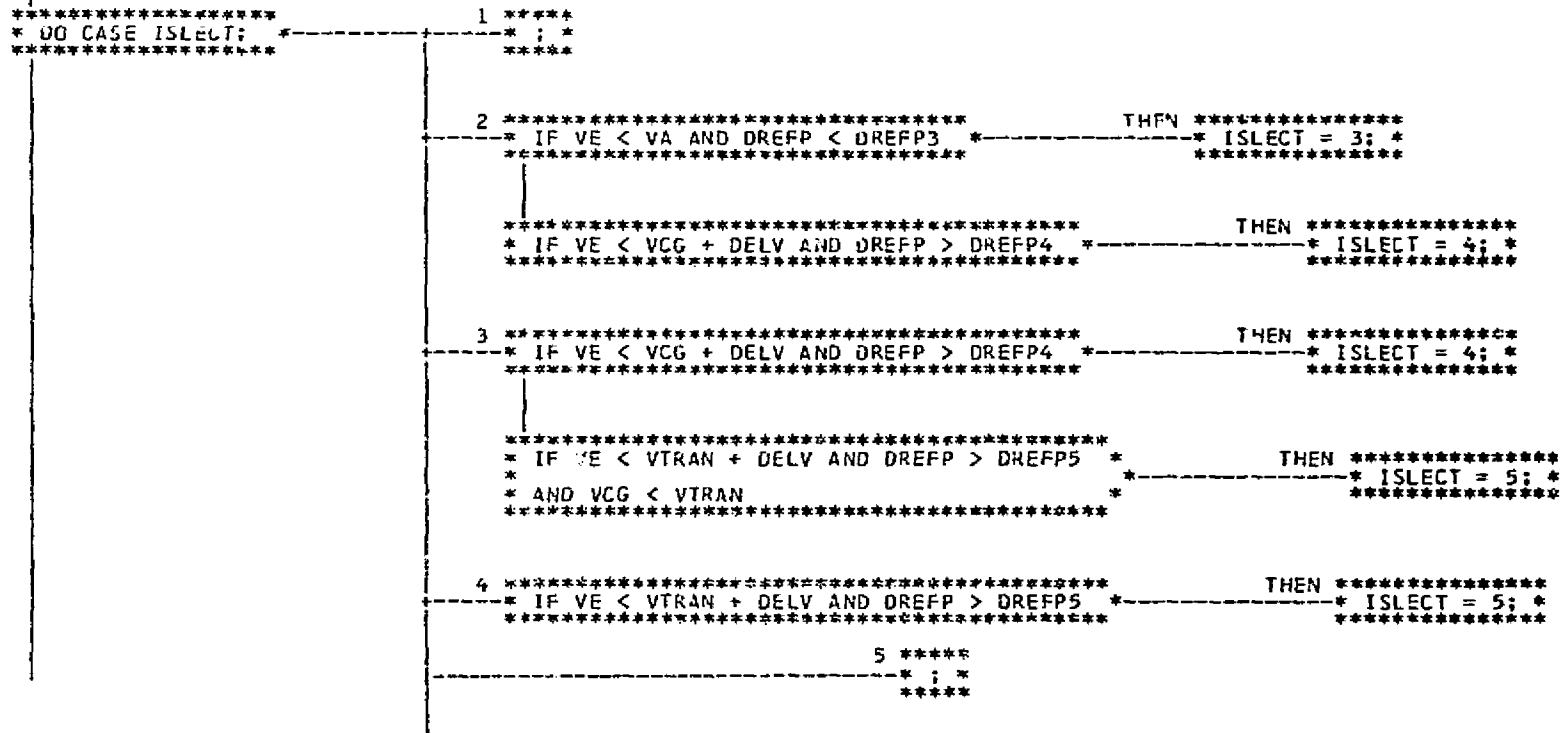 DO CASE ISLECT;
1
;
2 THEN
IF VE < VA AND DREFP < DREFP3
ISLECT = 3;
THEN
IF VE < VCG + DELV AND DREFP > DREFP4
ISLECT = 4;
3 THEN
IF VE < VCG + DELV AND DREFP > DREFP4
ISLECT = 4;
IF VE < VTRAN + DELV AND DREFP > DREFP5
THEN
ISLECT = 5;
AND VCG < VTRAN
4 THEN
IF VE < VTRAN + DELV AND DREFP > DREFP5
ISLECT = 5;
5
;